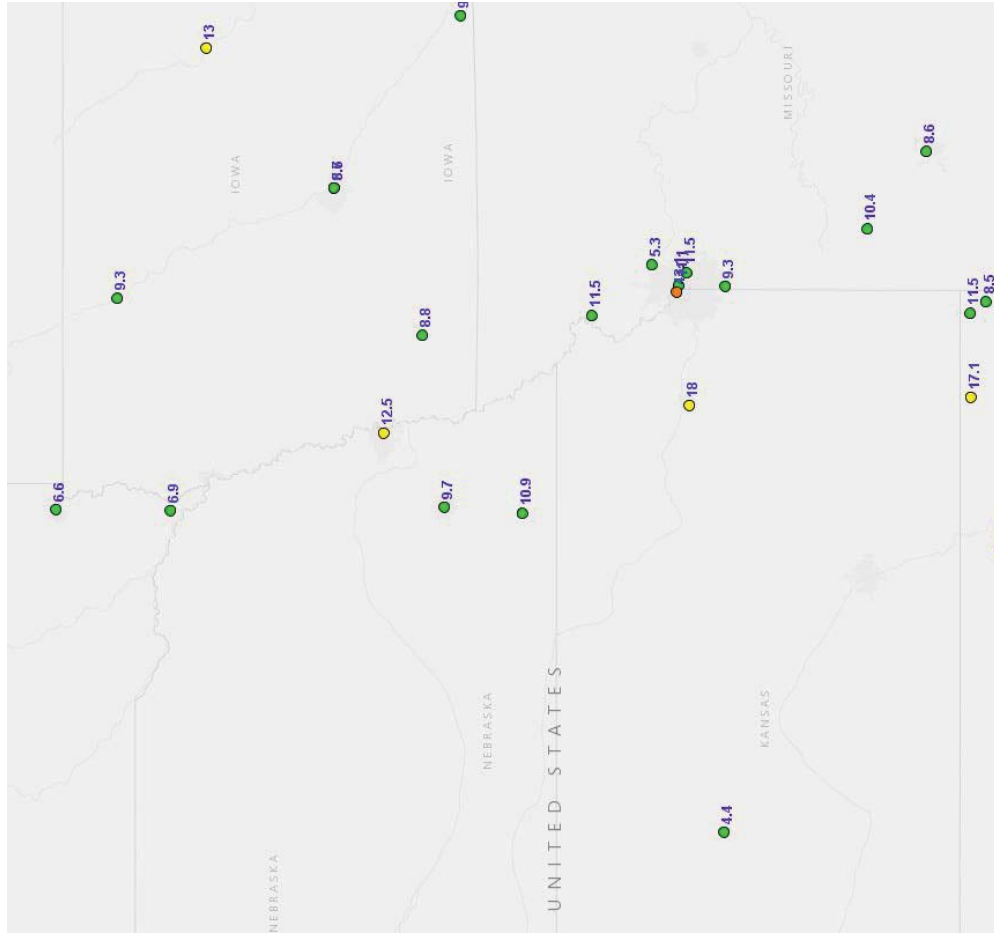 6.6
9.3
6.9
13
IOWA
NEBRASKA
12.5
8.8
9.7
IOWA
NEBRASKA
10.9
UNITED STATES
11.5
5.3
11.5
18
4.4
9.3
KANSAS
MISSOURI
10.4
8.6
17.1
11.5
8.5